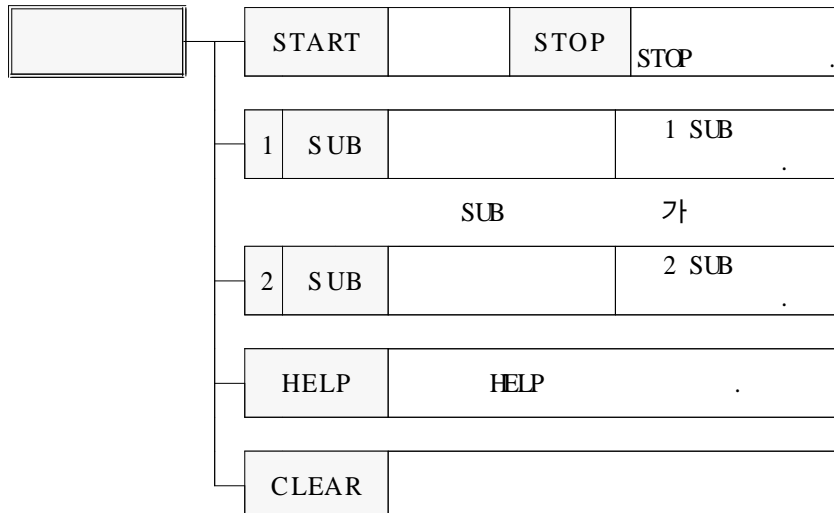 START STOP STOP .
1 SUB 1 SUB .
SUB 가
2 SUB 2 SUB .
HELP HELP .
CLEAR